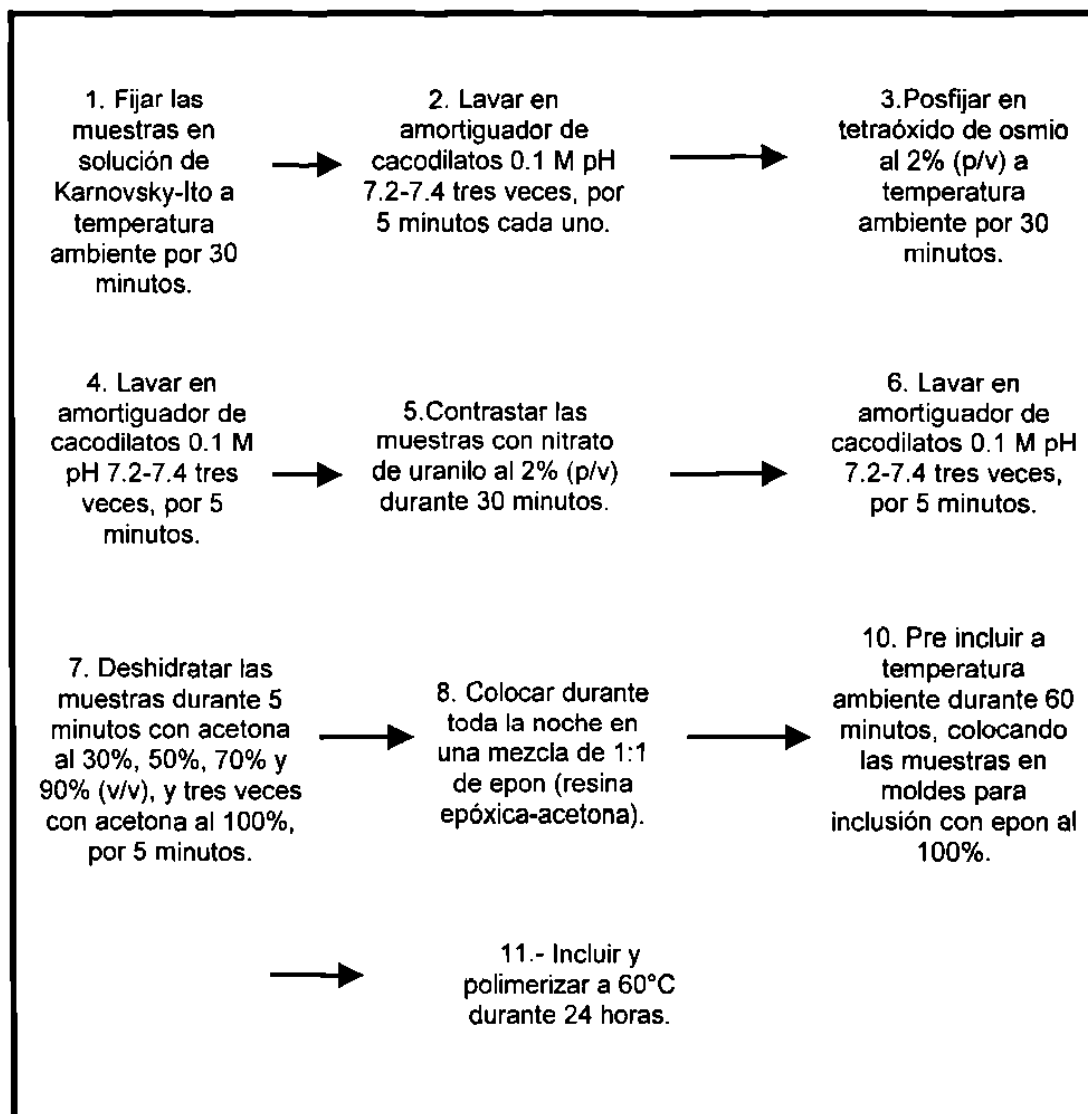 1. Fijar las
muestras en
solución de
Karnovsky-Ito a
temperatura
ambiente por 30
minutos.
2. Lavar en
amortiguador de
cacodilatos 0.1 M pH
7.2-7.4 tres veces, por
5 minutos cada uno.
3.Posfijar en
tetraóxido de osmio
al 2% (p/v) a
temperatura
ambiente por 30
minutos.
4. Lavar en
amortiguador de
cacodilatos 0.1 M
pH 7.2-7.4 tres
veces, por 5
minutos.
5.Contrastar las
muestras con nitrato
de uranilo al 2% (p/v)
durante 30 minutos.
6. Lavar en
amortiguador de
cacodilatos 0.1 M pH
7.2-7.4 tres veces,
por 5 minutos.
7. Deshidratar las
muestras durante 5
minutos con acetona
al 30%, 50%, 70% y
90% (v/v), y tres veces
con acetona al 100%,
por 5 minutos.
8. Colocar durante
toda la noche en
una mezcla de 1:1
de epon (resina
epóxica-acetona).
10. Pre incluir a
temperatura
ambiente durante 60
minutos, colocando
las muestras en
moldes para
inclusión con epon al
100%.
11.- Incluir y
polimerizar a 60°C
durante 24 horas.